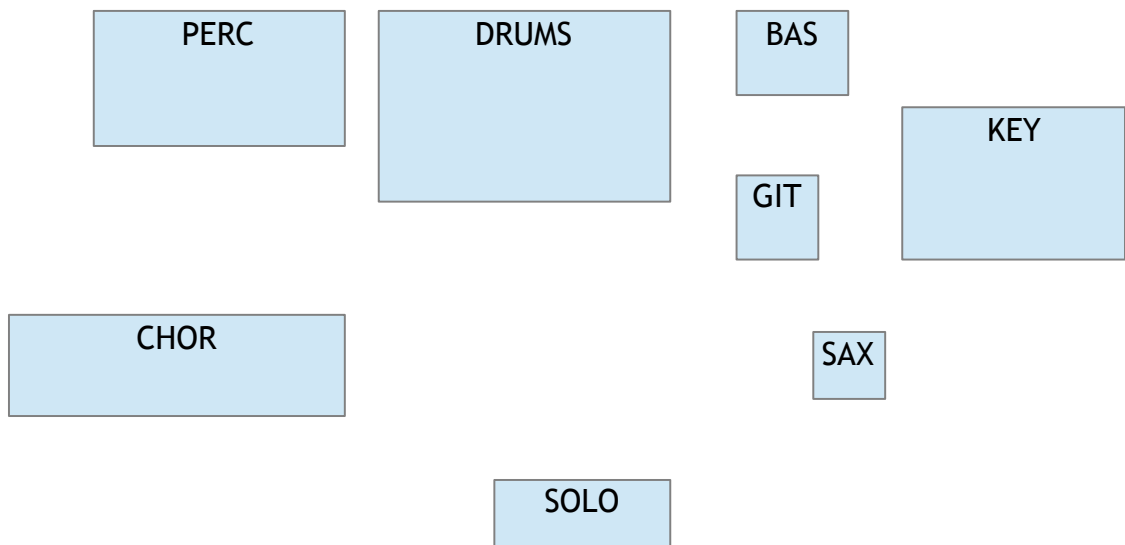 PERC
DRUMS
BAS
KEY
GIT
CHOR
SAX
SOLO